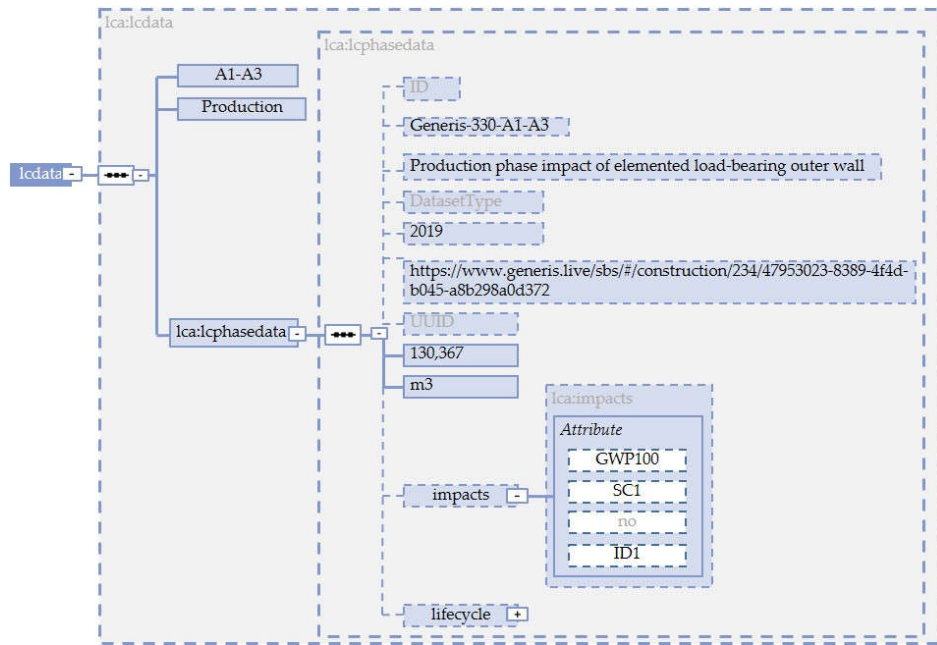 lca:lcdata
lca:lcphasedata
A1-A3
Production
lcdata
lca:lcphasedata
ID
Generis-330-A1-A3
Production phase impact of elemented load-bearing outer wall
DatasetType
2019
https://www.generis.live/sbs/#/construction/234/47953023-8389-4f4d-
b045-a8b298a0d372
UUID
130,367
m3
impacts
lca:impacts
Attribute
GWP100
SC1
no
ID1
lifecycle